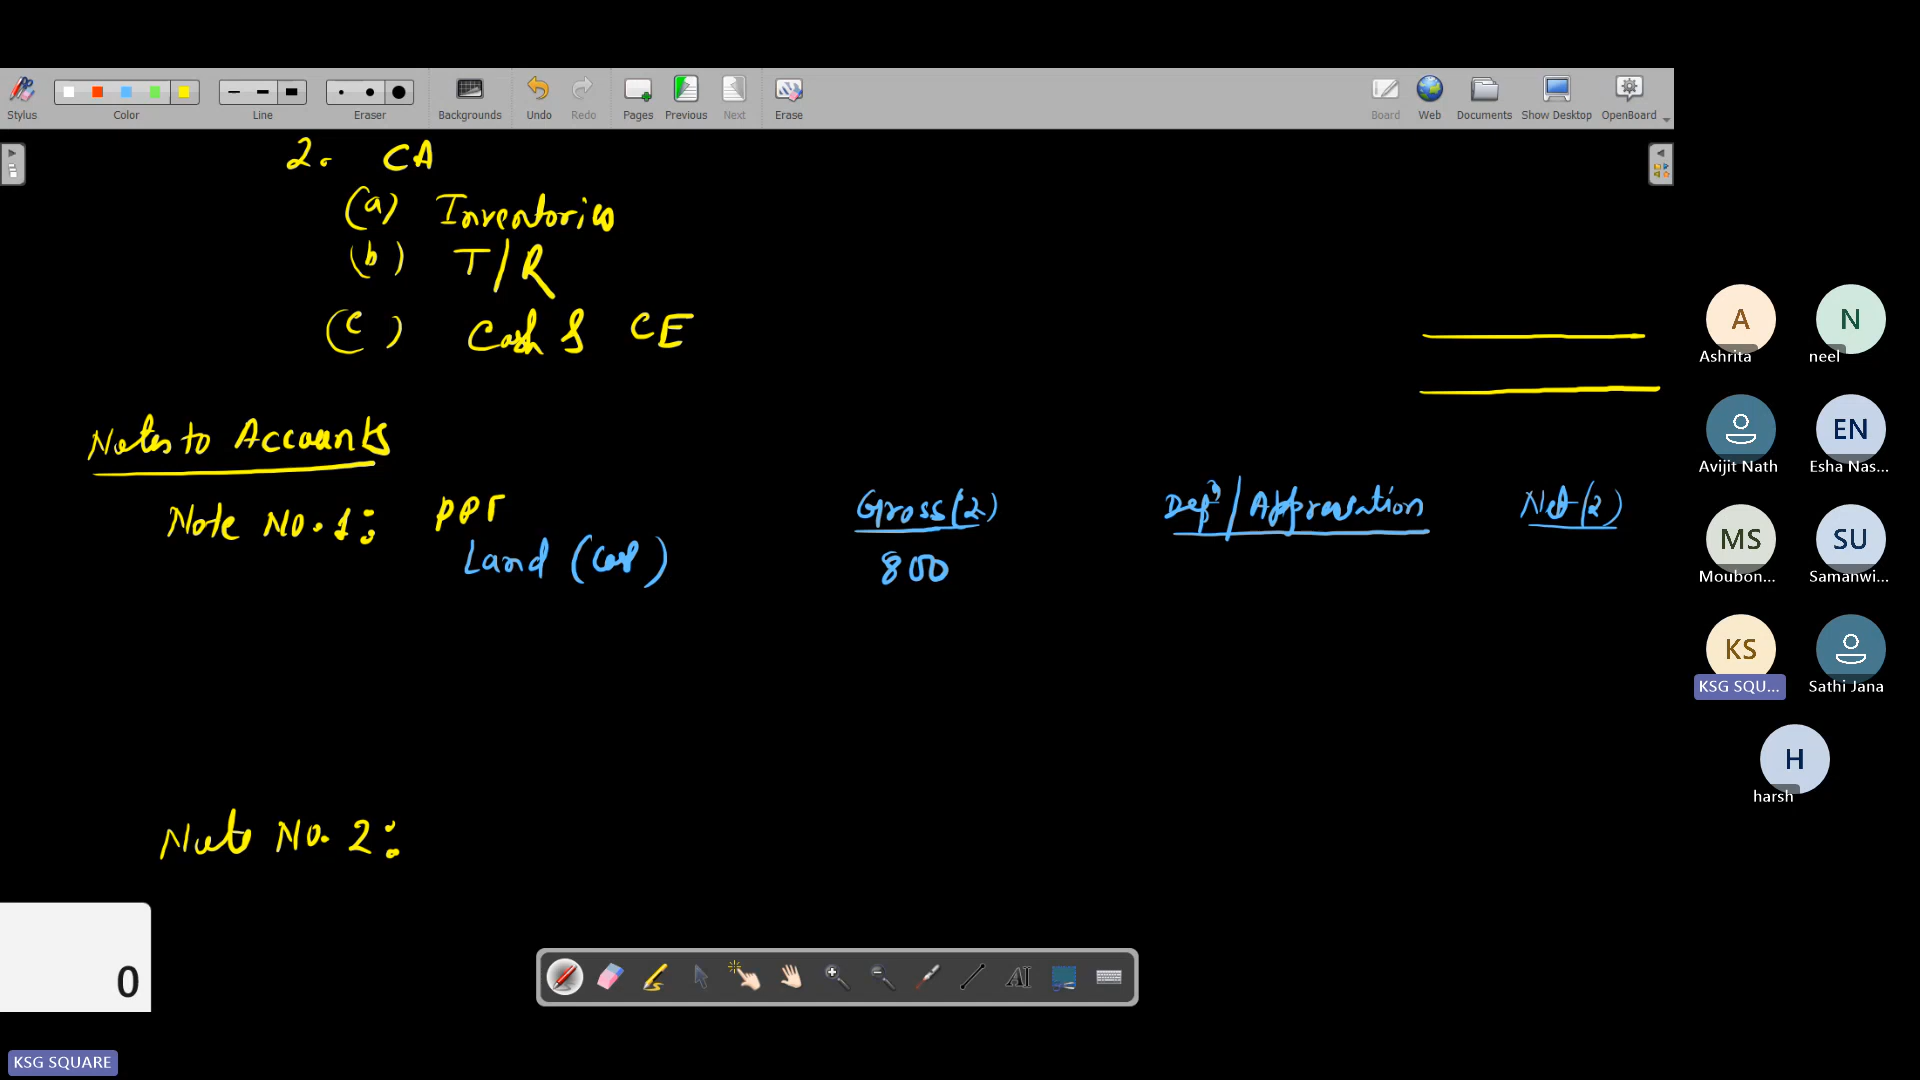 Stylus Color Line Eraser Backgrounds Undo Redo Pages Previous Next Erase Board Web Documents Show Desktop OpenBoard
2. CA
(a) Inventories
(b) T/R
(c) Cash & CE
Notes to Accounts
Note No. 1: PPE Gross(₹) Depⁿ/Appreciation Net(₹)
Land (Cost) 800
Note No. 2:
0
AI
A N
Ashrita neel
EN
Avijit Nath Esha Nas...
MS SU
Moubon... Samanwi...
KS
KSG SQU... Sathi Jana
H
harsh
KSG SQUARE